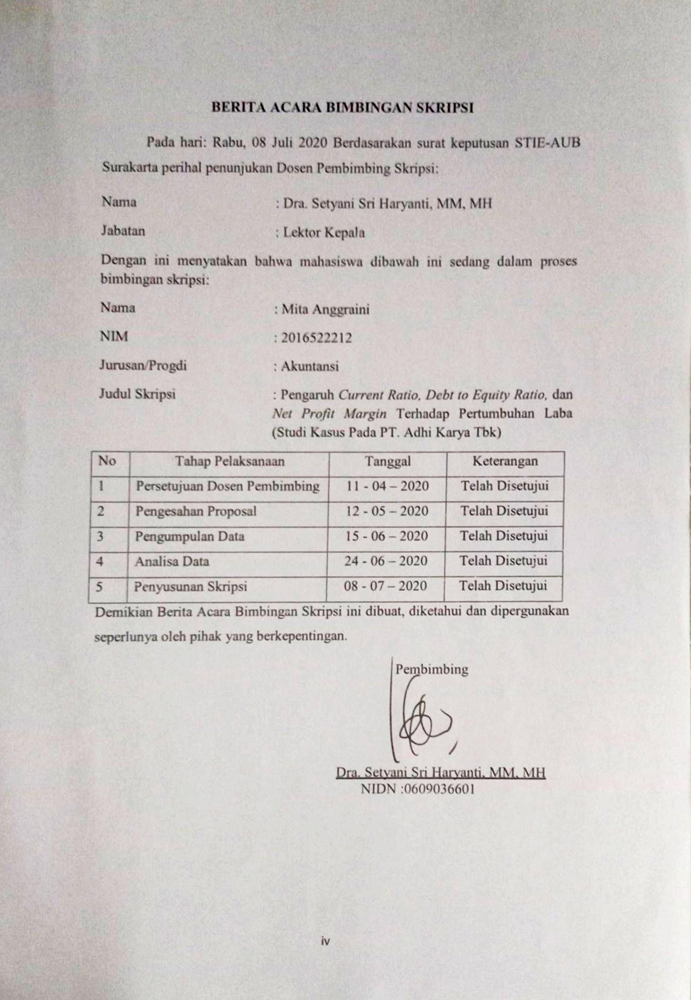 BERITA ACARA BIMBINGAN SKRIPSI
Pada hari: Rabu, 08 Juli 2020 Berdasarakan surat keputusan STIE-AUB
Surakarta perihal penunjukan Dosen Pembimbing Skripsi:
Nama : Dra. Setyani Sri Haryanti, MM, MH
Jabatan : Lektor Kepala
Dengan ini menyatakan bahwa mahasiswa dibawah ini sedang dalam proses
bimbingan skripsi:
Nama : Mita Anggraini
NIM : 2016522212
Jurusan/Progdi : Akuntansi
Judul Skripsi : Pengaruh Current Ratio, Debt to Equity Ratio, dan
Net Profit Margin Terhadap Pertumbuhan Laba
(Studi Kasus Pada PT. Adhi Karya Tbk)
No Tahap Pelaksanaan Tanggal Keterangan
1 Persetujuan Dosen Pembimbing 11 - 04 – 2020 Telah Disetujui
2 Pengesahan Proposal 12 - 05 – 2020 Telah Disetujui
3 Pengumpulan Data 15 - 06 – 2020 Telah Disetujui
4 Analisa Data 24 - 06 – 2020 Telah Disetujui
5 Penyusunan Skripsi 08 - 07 – 2020 Telah Disetujui
Demikian Berita Acara Bimbingan Skripsi ini dibuat, diketahui dan dipergunakan
seperlunya oleh pihak yang berkepentingan.
Pembimbing
Dra. Setyani Sri Haryanti, MM, MH
NIDN :0609036601
iv